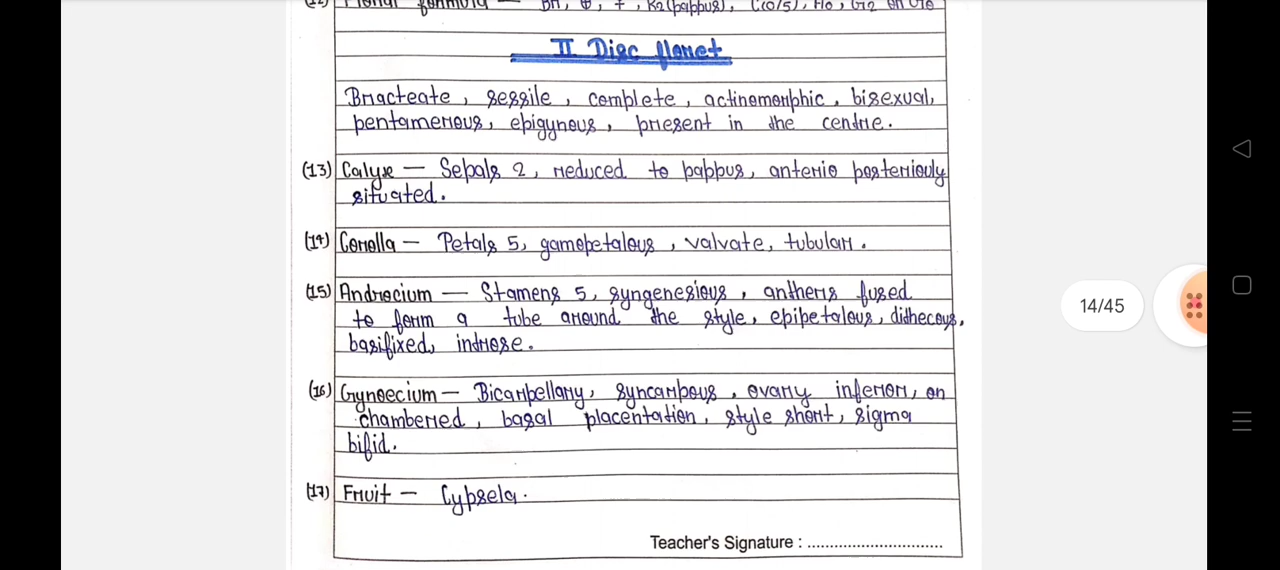 II Disc floret
Bracteate, sessile, complete, actinomorphic, bisexual,
pentamerous, epigynous, present in the centre.
(13) Calyx — Sepals 2, reduced to pappus, anterio posteriouly
situated.
(14) Corolla — Petals 5, gamopetalous, valvate, tubular.
(15) Androcium — Stamens 5, syngenesious, anthers fused
to form a tube around the style, epipetalous, dithecous,
basifixed, introse.
(16) Gynoecium — Bicarpellary, syncarpous, ovary inferior, on
chambered, basal placentation, style short, sigma
bifid.
(17) Fruit — Cypsela.
Teacher's Signature : ..............................
14/45